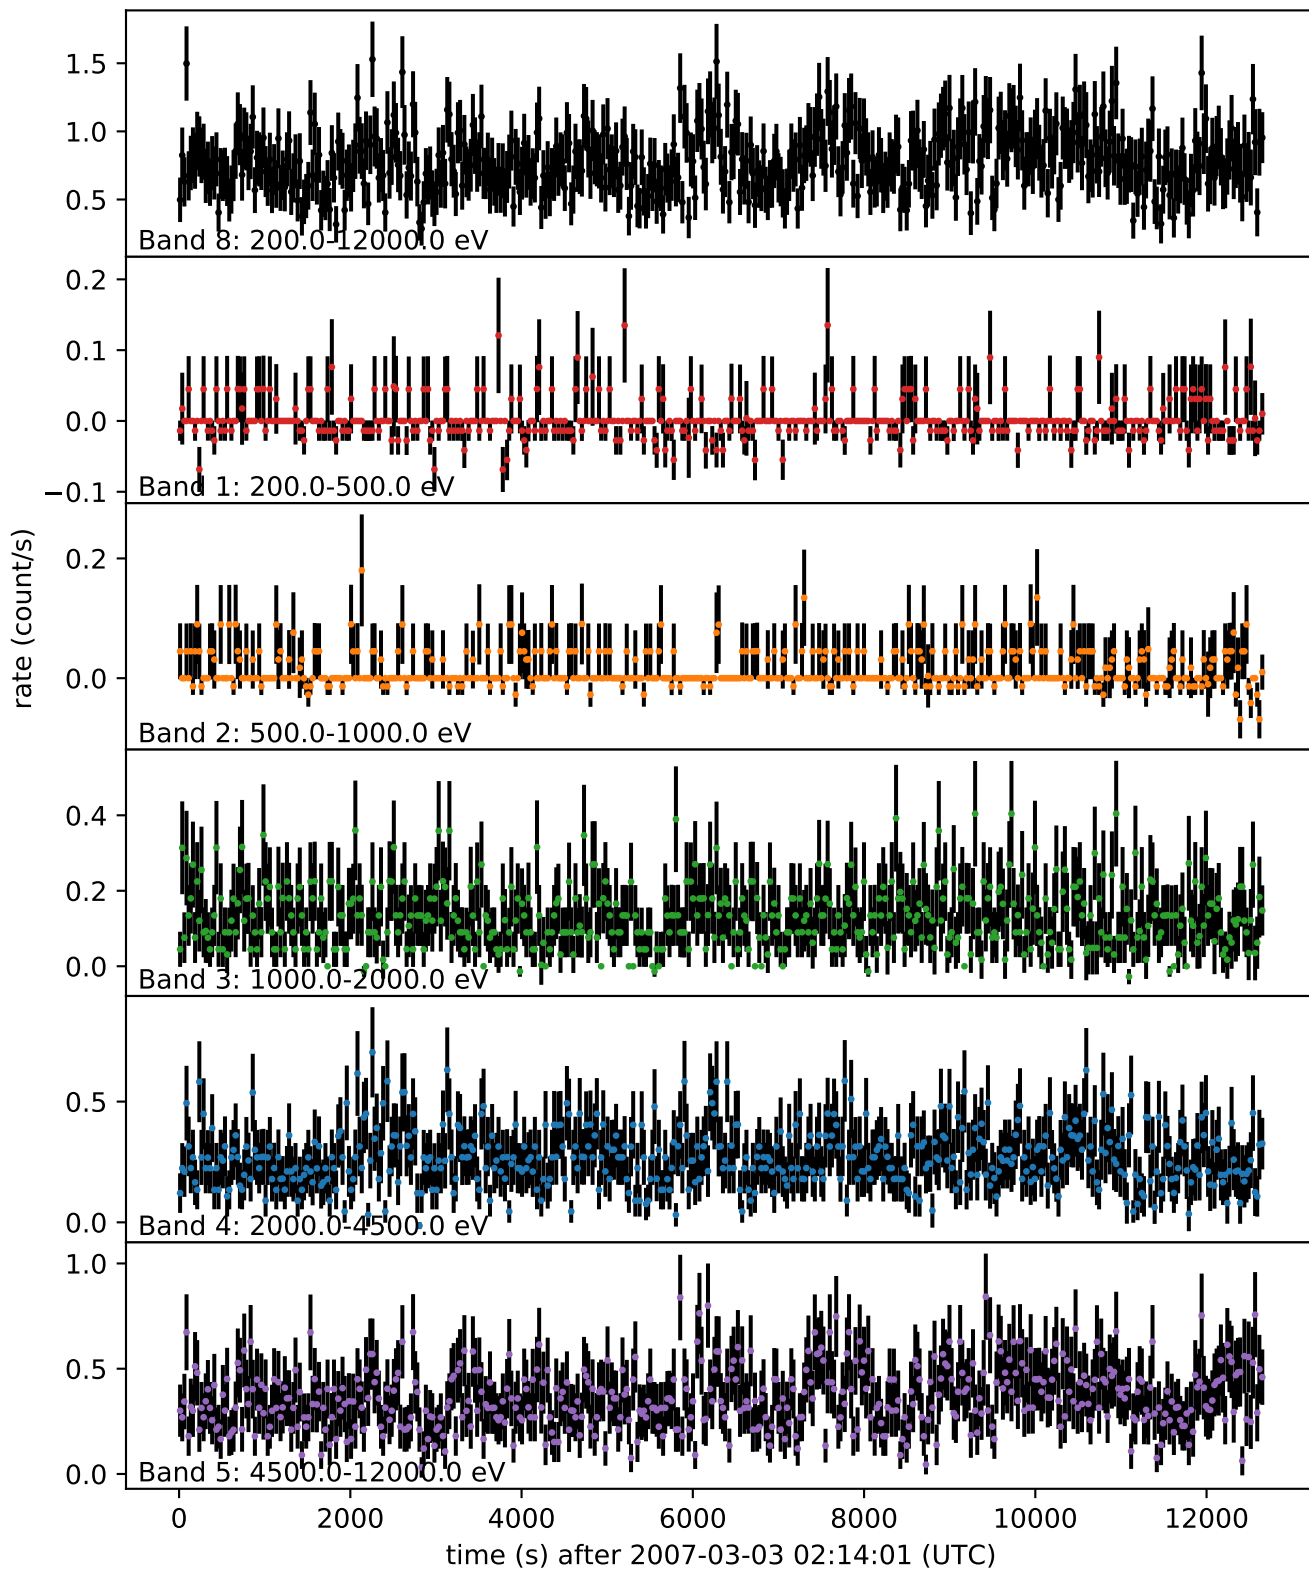 1.5
1.0
0.5
Band 8: 200.0-12000.0 eV
0.2
0.1
0.0
−0.1
Band 1: 200.0-500.0 eV
rate (count/s)
0.2
0.0
Band 2: 500.0-1000.0 eV
0.4
0.2
0.0
Band 3: 1000.0-2000.0 eV
0.5
0.0
Band 4: 2000.0-4500.0 eV
1.0
0.5
0.0
Band 5: 4500.0-12000.0 eV
0 2000 4000 6000 8000 10000 12000
time (s) after 2007-03-03 02:14:01 (UTC)